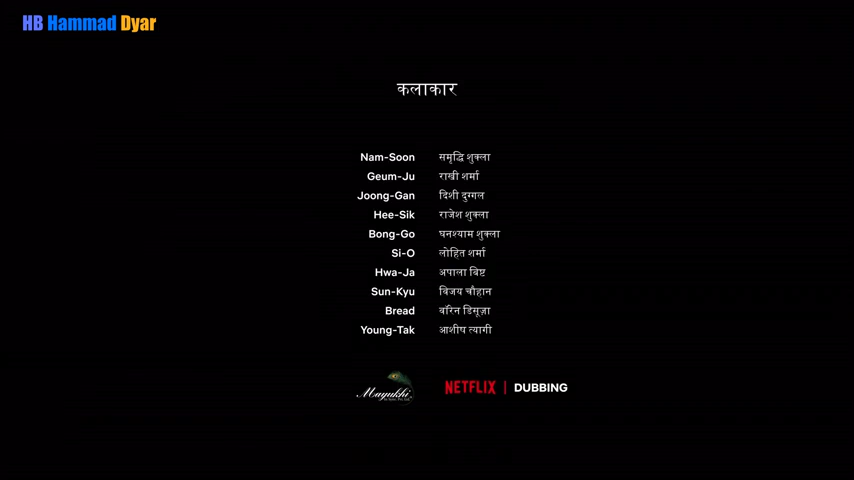 HB Hammad Dyar
कलाकार
Nam-Soon समृद्धि शुक्ला
Geum-Ju राखी शर्मा
Joong-Gan दिशी दुग्गल
Hee-Sik राजेश शुक्ला
Bong-Go घनश्याम शुक्ला
Si-O लोहित शर्मा
Hwa-Ja अपाला बिष्ट
Sun-Kyu विजय चौहान
Bread वॉरेन डिसूज़ा
Young-Tak आशीष त्यागी
Mayukhi NETFLIX | DUBBING